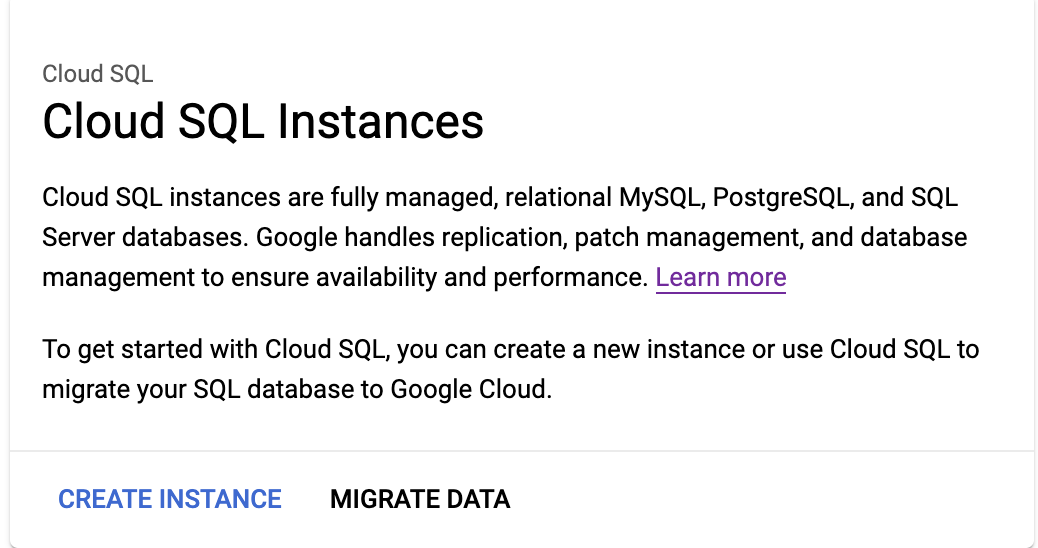 Cloud SQL
Cloud SQL Instances
Cloud SQL instances are fully managed, relational MySQL, PostgreSQL, and SQL
Server databases. Google handles replication, patch management, and database
management to ensure availability and performance. Learn more
To get started with Cloud SQL, you can create a new instance or use Cloud SQL to
migrate your SQL database to Google Cloud.
CREATE INSTANCE MIGRATE DATA